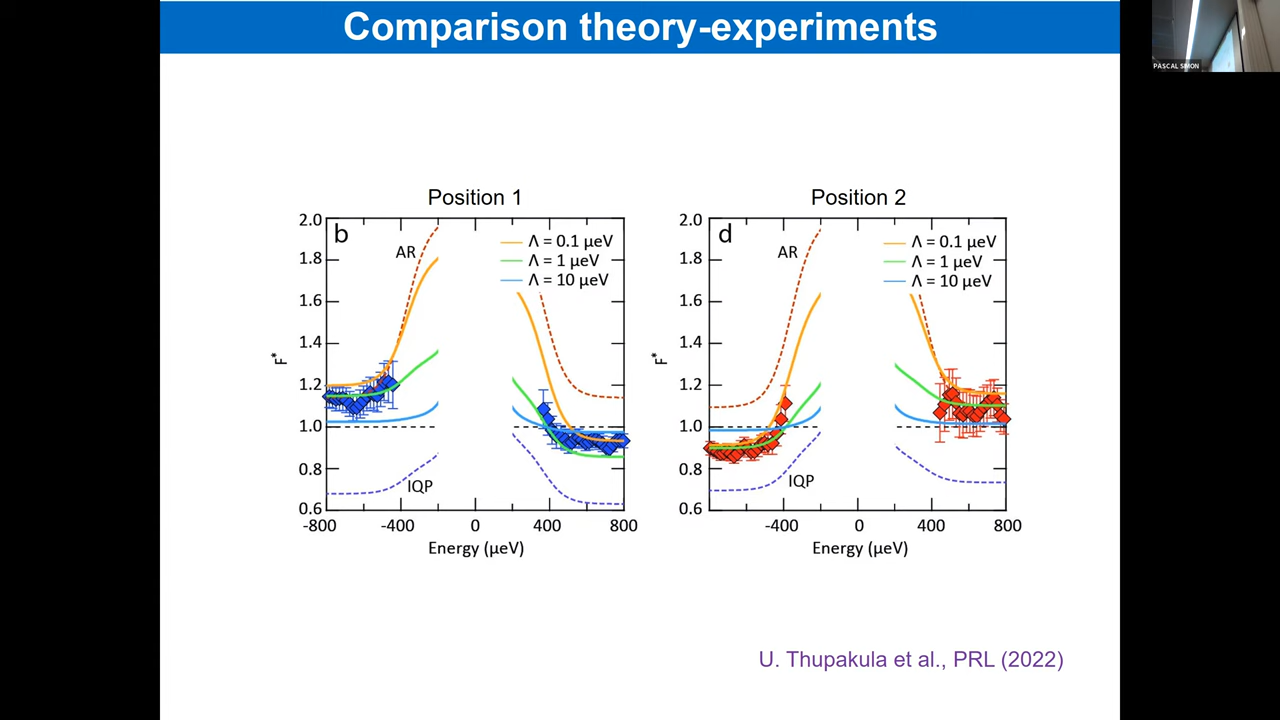 Comparison theory-experiments
PASCAL SIMON
Position 1
Position 2
2.0
1.8
1.6
1.4
1.2
1.0
0.8
0.6
F*
b
AR
Λ = 0.1 µeV
Λ = 1 µeV
Λ = 10 µeV
IQP
-800
-400
0
400
800
Energy (µeV)
2.0
1.8
1.6
1.4
1.2
1.0
0.8
0.6
F*
d
AR
Λ = 0.1 µeV
Λ = 1 µeV
Λ = 10 µeV
IQP
-400
0
400
800
Energy (µeV)
U. Thupakula et al., PRL (2022)